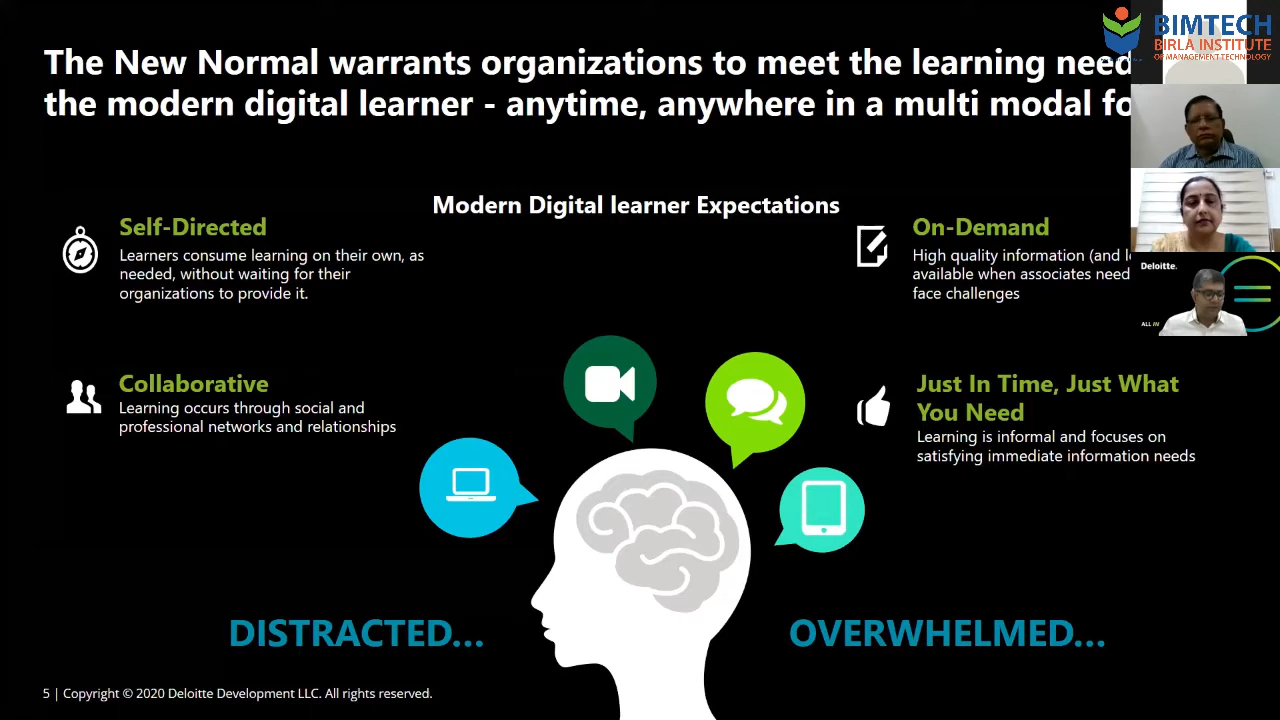 The New Normal warrants organizations to meet the learning
the modern digital learner - anytime, anywhere in a multi modal
BIMTECH
BIRLA INSTITUTE
OF MANAGEMENT TECHNOLOGY
Modern Digital learner Expectations
Self-Directed
Learners consume learning on their own, as
needed, without waiting for their
organizations to provide it.
On-Demand
High quality information (and
available when associates need
face challenges
Deloitte.
ALL IN
Collaborative
Learning occurs through social and
professional networks and relationships
Just In Time, Just What
You Need
Learning is informal and focuses on
satisfying immediate information needs
DISTRACTED...
OVERWHELMED...
5 | Copyright © 2020 Deloitte Development LLC. All rights reserved.